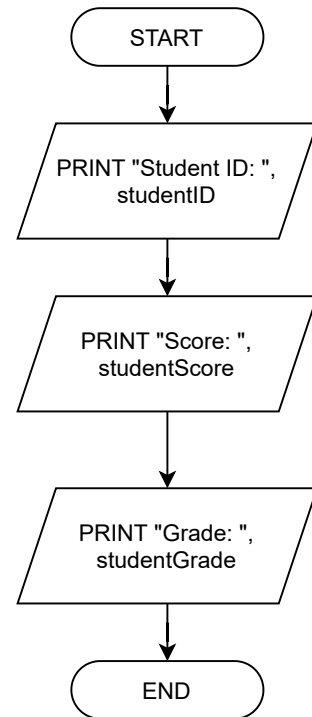 START
PRINT "Student ID: ",
studentID
PRINT "Score: ",
studentScore
PRINT "Grade: ",
studentGrade
END